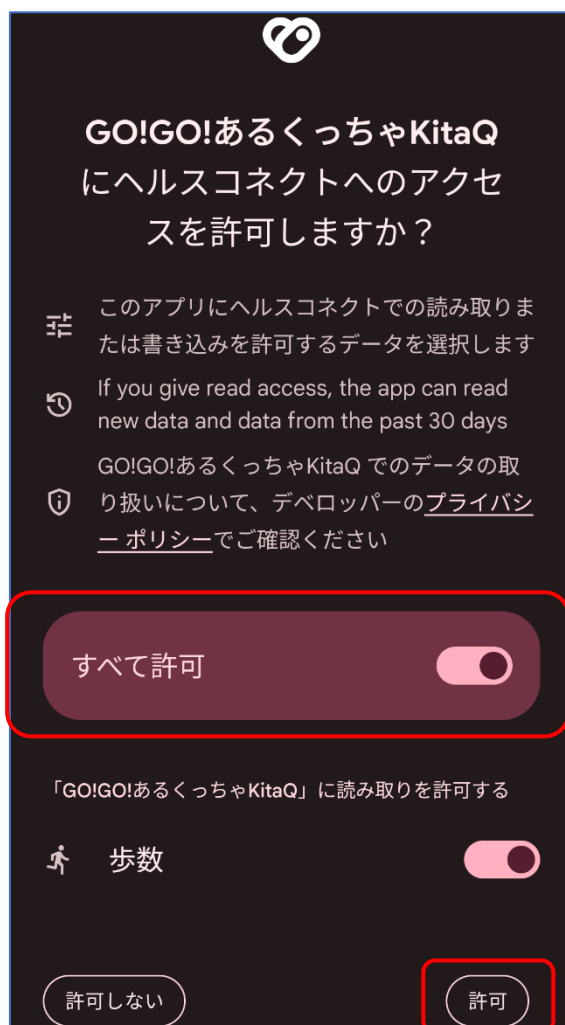 GO!GO!あるくっちゃKitaQ
にヘルスコネクトへのアクセ
スを許可しますか？
このアプリにヘルスコネクトでの読み取りま
たは書き込みを許可するデータを選択します
If you give read access, the app can read
new data and data from the past 30 days
GO!GO!あるくっちゃKitaQ でのデータの取
り扱いについて、デベロッパーのプライバシ
ー ポリシーでご確認ください
すべて許可
「GO!GO!あるくっちゃKitaQ」に読み取りを許可する
歩数
許可しない
許可